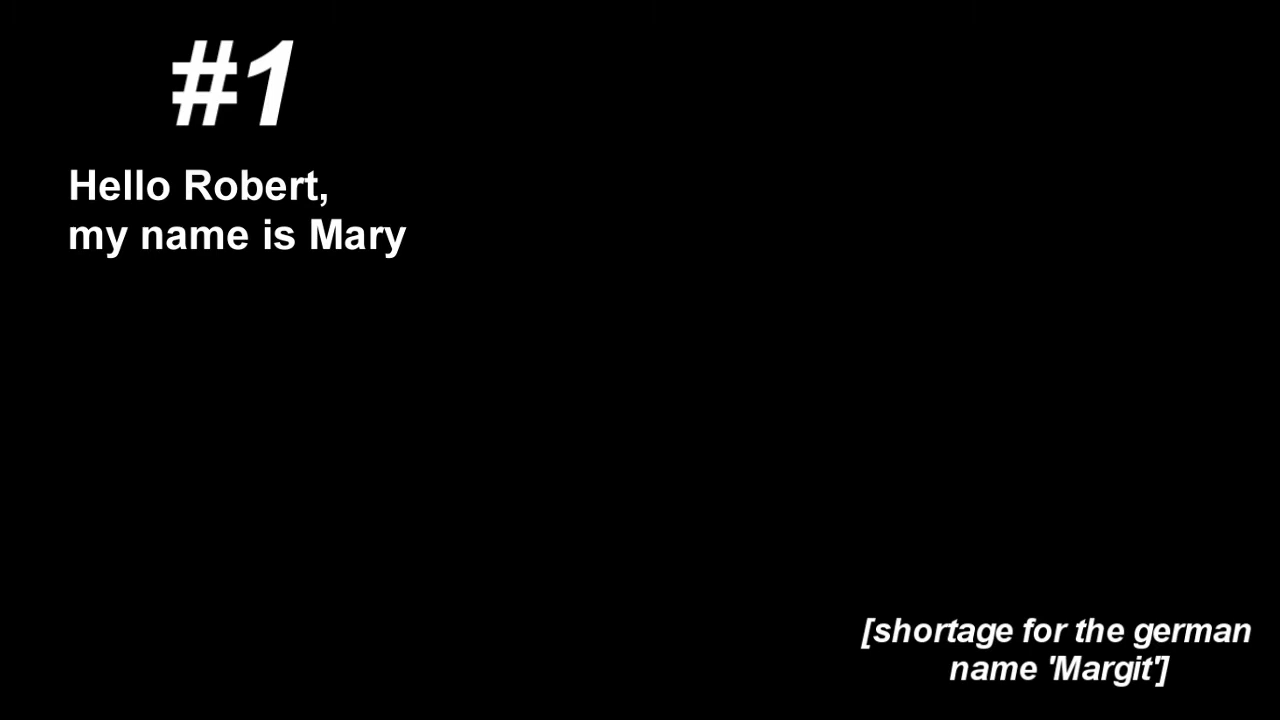 #1
Hello Robert,
my name is Mary
[shortage for the german
name 'Margit']